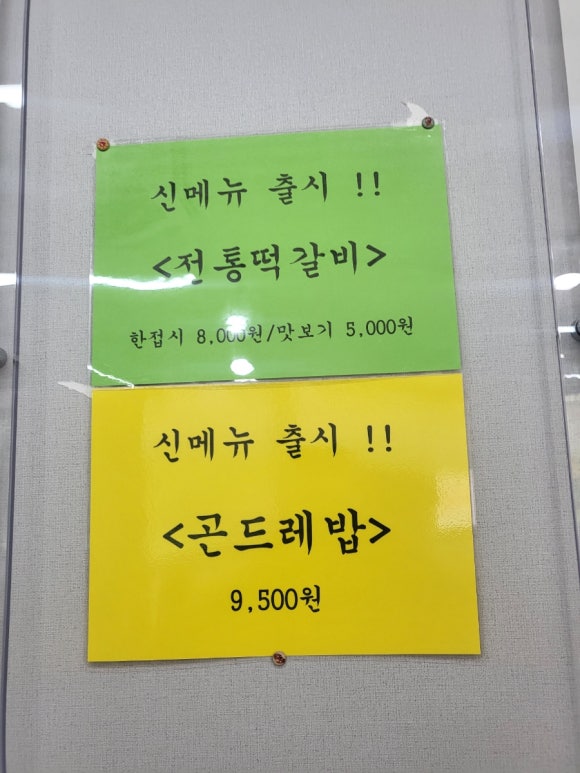 신메뉴 출시 !!
<전통떡갈비>
한접시 8,000원/맛보기 5,000원
신메뉴 출시 !!
<곤드레밥>
9,500원